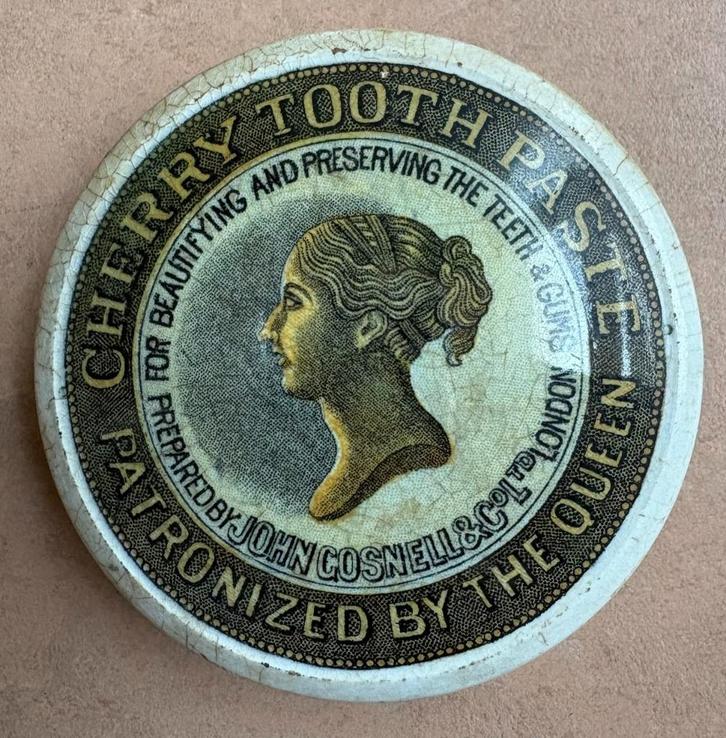 CHERRY TOOTH PASTE
PATRONIZED BY THE QUEEN
FOR BEAUTIFYING AND PRESERVING THE TEETH & GUMS
PREPARED BY JOHN GOSNELL & Co. LTD. LONDON